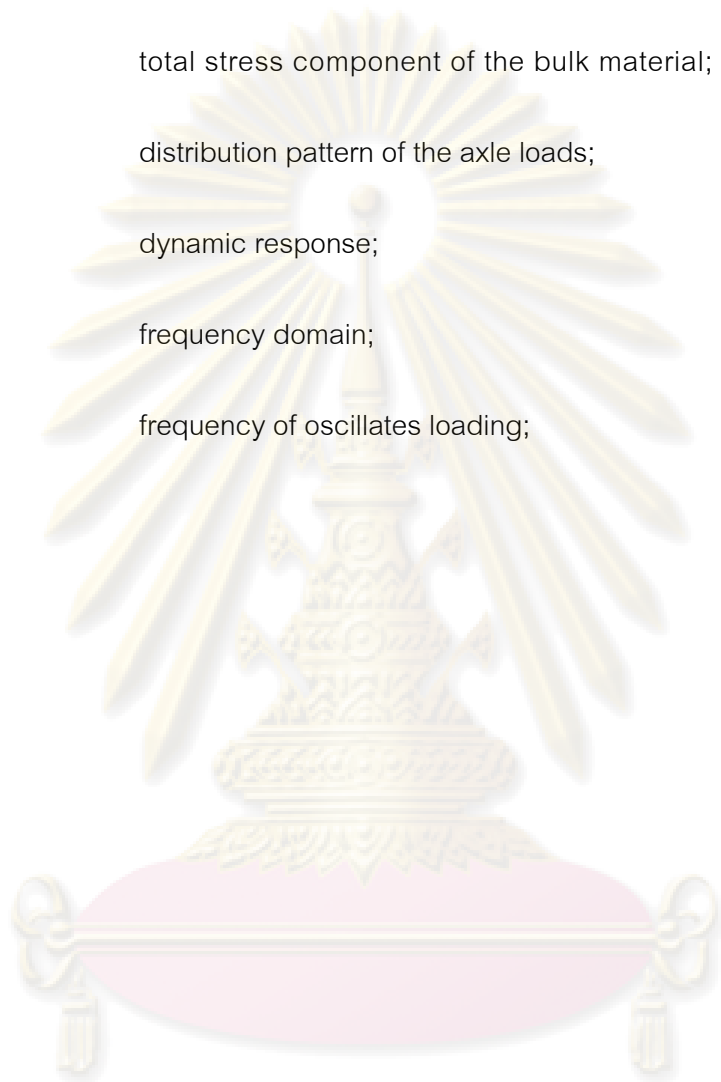 total stress component of the bulk material;
distribution pattern of the axle loads;
dynamic response;
frequency domain;
frequency of oscillates loading;